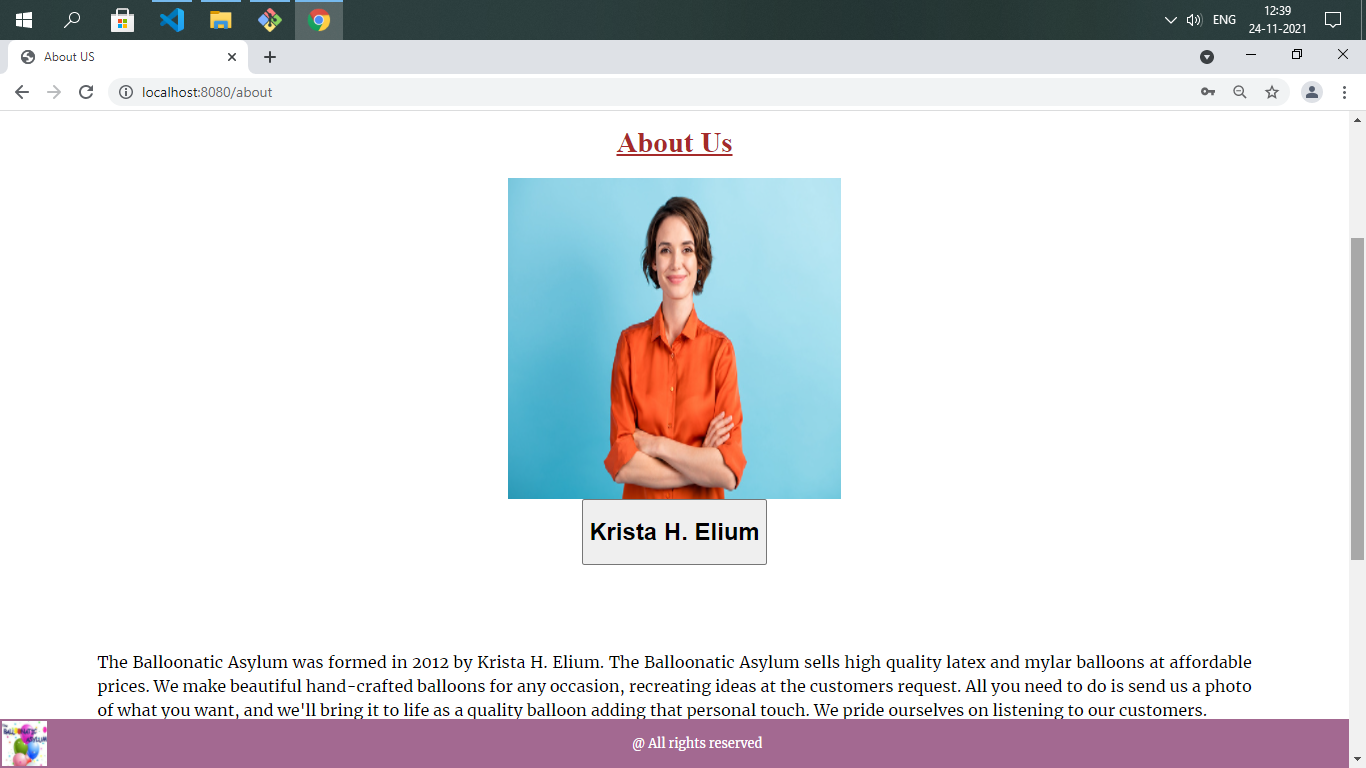 ENG
12:39
24-11-2021
About US
localhost:8080/about
About Us
Krista H. Elium
The Balloonatic Asylum was formed in 2012 by Krista H. Elium. The Balloonatic Asylum sells high quality latex and mylar balloons at affordable
prices. We make beautiful hand-crafted balloons for any occasion, recreating ideas at the customers request. All you need to do is send us a photo
of what you want, and we'll bring it to life as a quality balloon adding that personal touch. We pride ourselves on listening to our customers.
@ All rights reserved